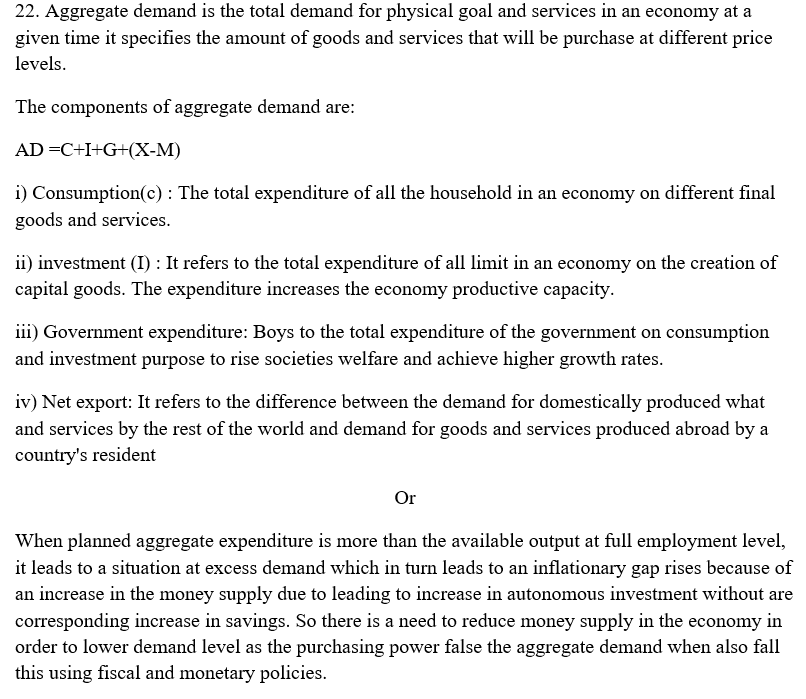 22. Aggregate demand is the total demand for physical goal and services in an economy at a
given time it specifies the amount of goods and services that will be purchase at different price
levels.
The components of aggregate demand are:
AD =C+I+G+(X-M)
i) Consumption(c) : The total expenditure of all the household in an economy on different final
goods and services.
ii) investment (I) : It refers to the total expenditure of all limit in an economy on the creation of
capital goods. The expenditure increases the economy productive capacity.
iii) Government expenditure: Boys to the total expenditure of the government on consumption
and investment purpose to rise societies welfare and achieve higher growth rates.
iv) Net export: It refers to the difference between the demand for domestically produced what
and services by the rest of the world and demand for goods and services produced abroad by a
country's resident
Or
When planned aggregate expenditure is more than the available output at full employment level,
it leads to a situation at excess demand which in turn leads to an inflationary gap rises because of
an increase in the money supply due to leading to increase in autonomous investment without are
corresponding increase in savings. So there is a need to reduce money supply in the economy in
order to lower demand level as the purchasing power false the aggregate demand when also fall
this using fiscal and monetary policies.